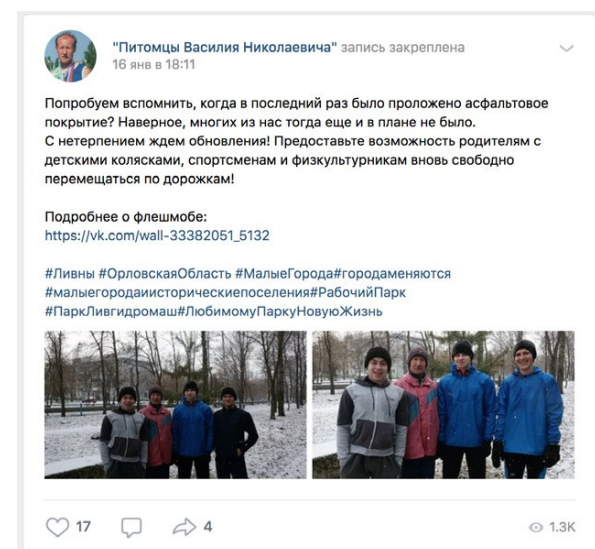 "Питомцы Василия Николаевича" запись закреплена
16 янв в 18:11
Попробуем вспомнить, когда в последний раз было проложено асфальтовое
покрытие? Наверное, многих из нас тогда еще и в плане не было.
С нетерпением ждем обновления! Предоставьте возможность родителям с
детскими колясками, спортсменам и физкультурникам вновь свободно
перемещаться по дорожкам!
Подробнее о флешмобе:
https://vk.com/wall-33382051_5132
#Ливны #ОрловскаяОбласть #МалыеГорода#городаменяются
#малыегородаиисторическиепоселения#РабочийПарк
#ПаркЛивгидромаш#ЛюбимомуПаркуНовуюЖизнь
17 4 1.3K